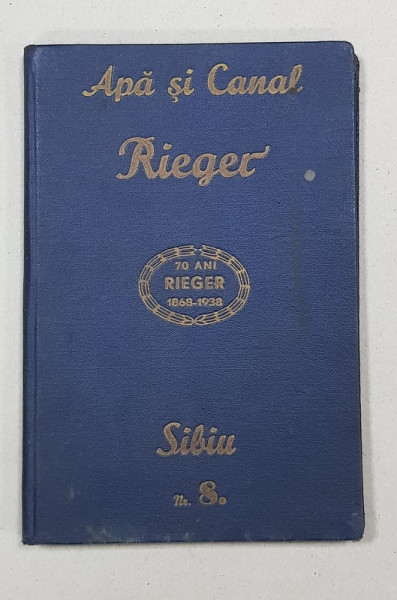 Apă și Canal
Rieger
70 ANI
RIEGER
1868-1938
Sibiu
Nr. 8.